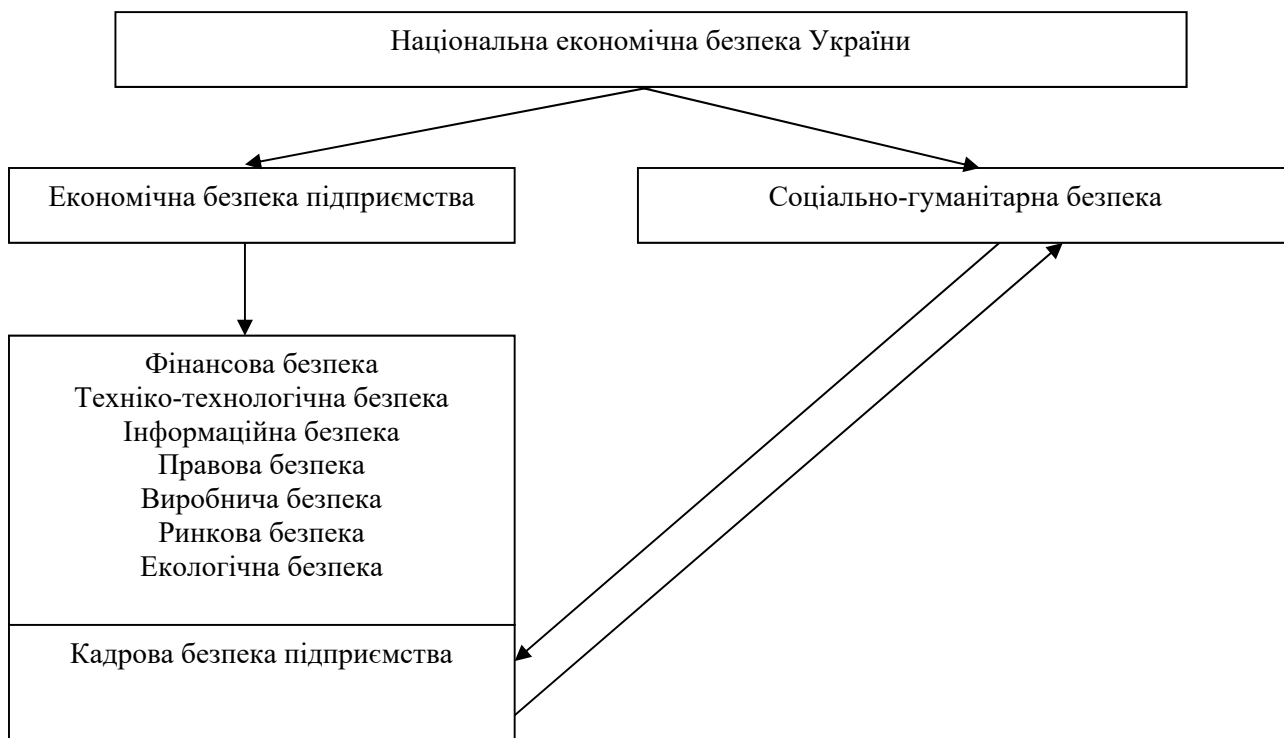 Національна економічна безпека України
Економічна безпека підприємства
Соціально-гуманітарна безпека
Фінансова безпека
Техніко-технологічна безпека
Інформаційна безпека
Правова безпека
Виробнича безпека
Ринкова безпека
Екологічна безпека
Кадрова безпека підприємства